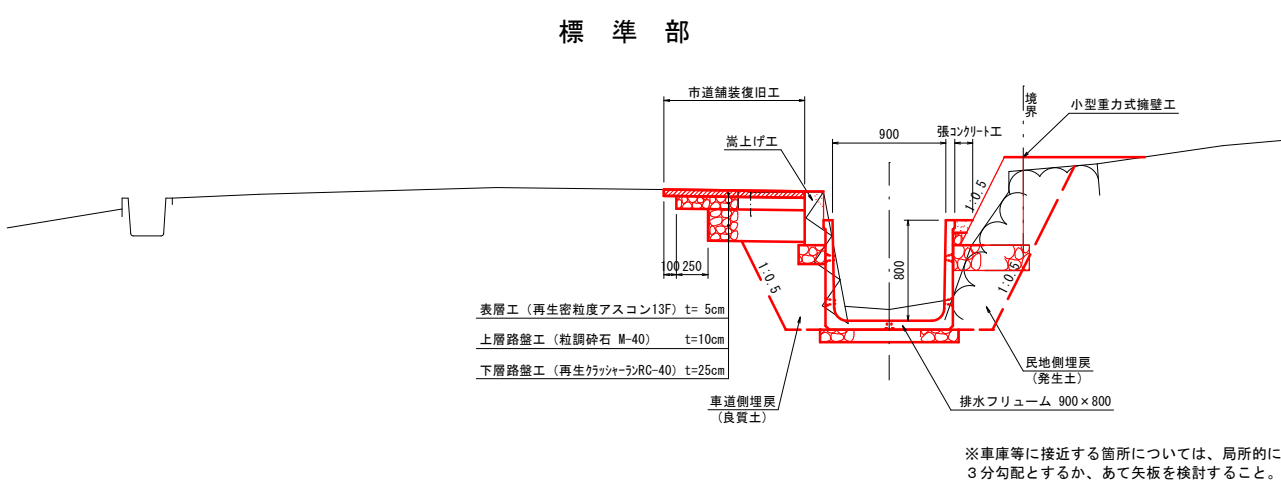 標準部
市道舗装復旧工
境界
小型重力式擁壁工
嵩上げ工
900
張コンクリート工
1:0.5
800
100 250
1:0.5
1:0.5
表層工（再生密粒度アスコン13F）t= 5cm
上層路盤工（粒調砕石 M-40） t=10cm
下層路盤工（再生クラッシャーランRC-40）t=25cm
車道側埋戻
（良質土）
民地側埋戻
（発生土）
排水フリューム 900×800
※車庫等に接近する箇所については、局所的に
３分勾配とするか、あて矢板を検討すること。